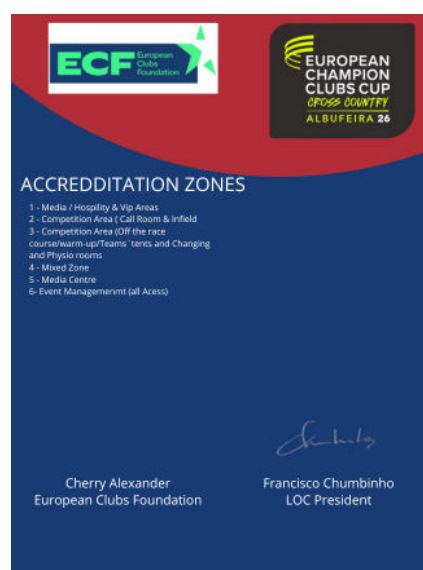 ECF European
Clubs
Foundation
EUROPEAN
CHAMPION
CLUBS CUP
CROSS COUNTRY
ALBUFEIRA 26
ACCREDDITATION ZONES
1 - Media / Hospility & Vip Areas
2 - Competition Area ( Call Room & Infield
3 - Competition Area (Off the race
course/warm-up/Teams`tents and Changing
and Physio rooms
4 - Mixed Zone
5 - Media Centre
6- Event Managemenmt (all Acess)
Cherry Alexander
European Clubs Foundation
Francisco Chumbinho
LOC President